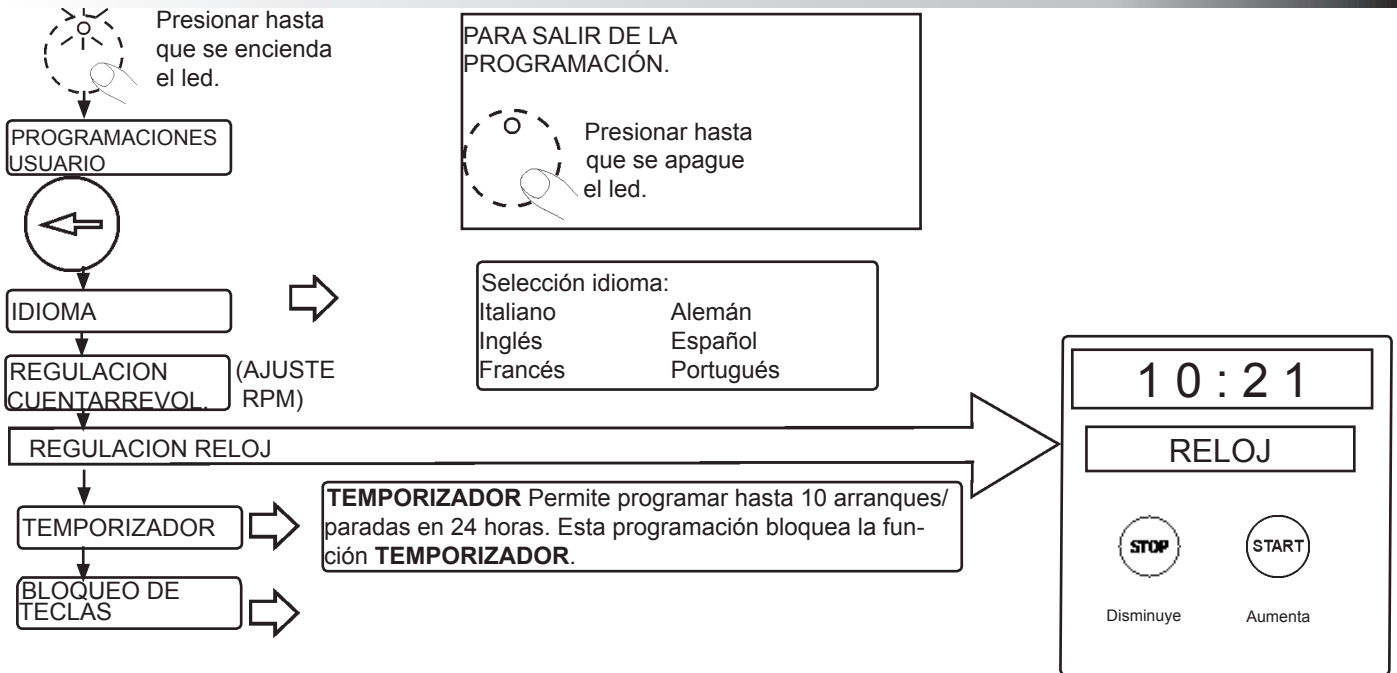 Presionar hasta
que se encienda
el led.
PARA SALIR DE LA
PROGRAMACIÓN.
Presionar hasta
que se apague
el led.
PROGRAMACIONES
USUARIO
IDIOMA
Selección idioma:
Italiano Alemán
Inglés Español
Francés Portugués
REGULACION
CUENTARREVOL.
(AJUSTE
RPM)
REGULACION RELOJ
10:21
RELOJ
STOP START
Disminuye Aumenta
TEMPORIZADOR
TEMPORIZADOR Permite programar hasta 10 arranques/
paradas en 24 horas. Esta programación bloquea la fun-
ción TEMPORIZADOR.
BLOQUEO DE
TECLAS